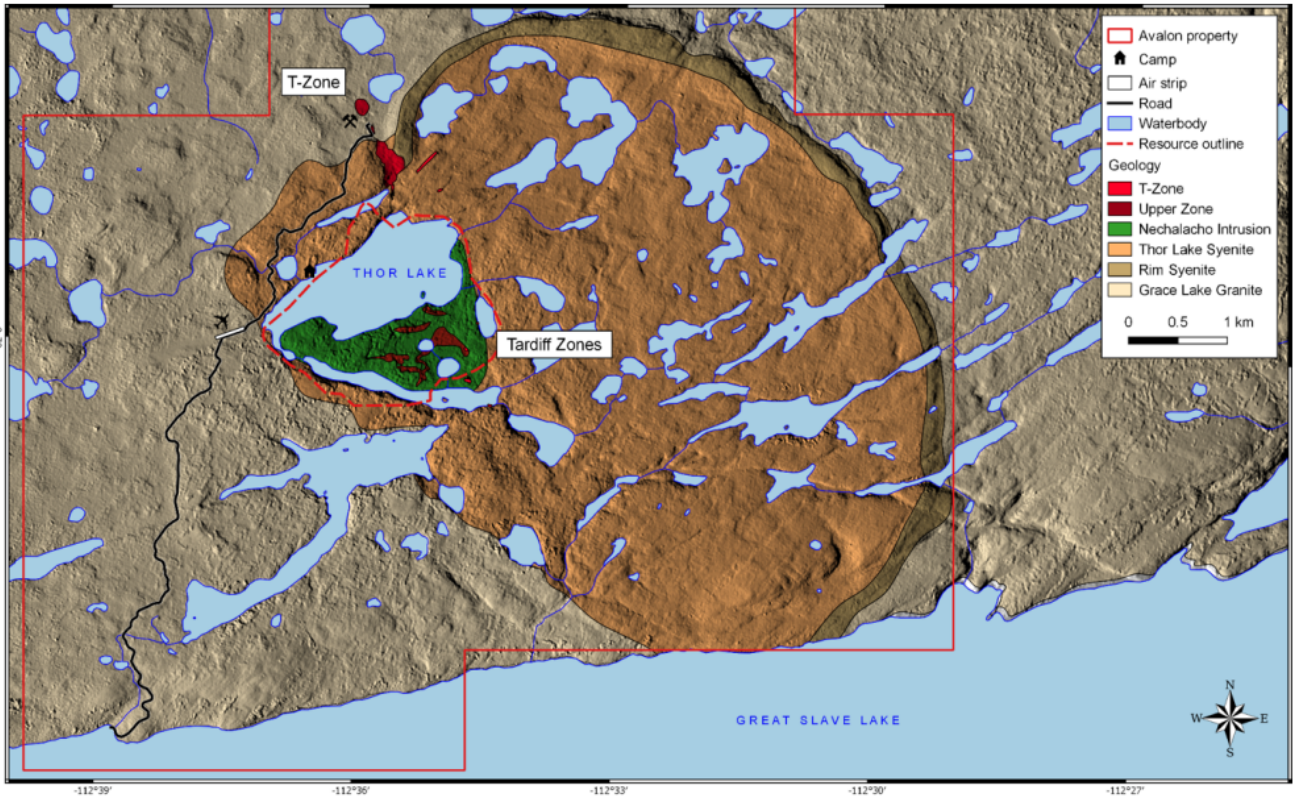 T-Zone
THOR LAKE
Tardiff Zones
GREAT SLAVE LAKE
Avalon property
Camp
Air strip
Road
Waterbody
Resource outline
Geology
T-Zone
Upper Zone
Nechalacho Intrusion
Thor Lake Syenite
Rim Syenite
Grace Lake Granite
0 0.5 1 km
N
W E
S
-112°39' -112°36' -112°33' -112°30' -112°27'